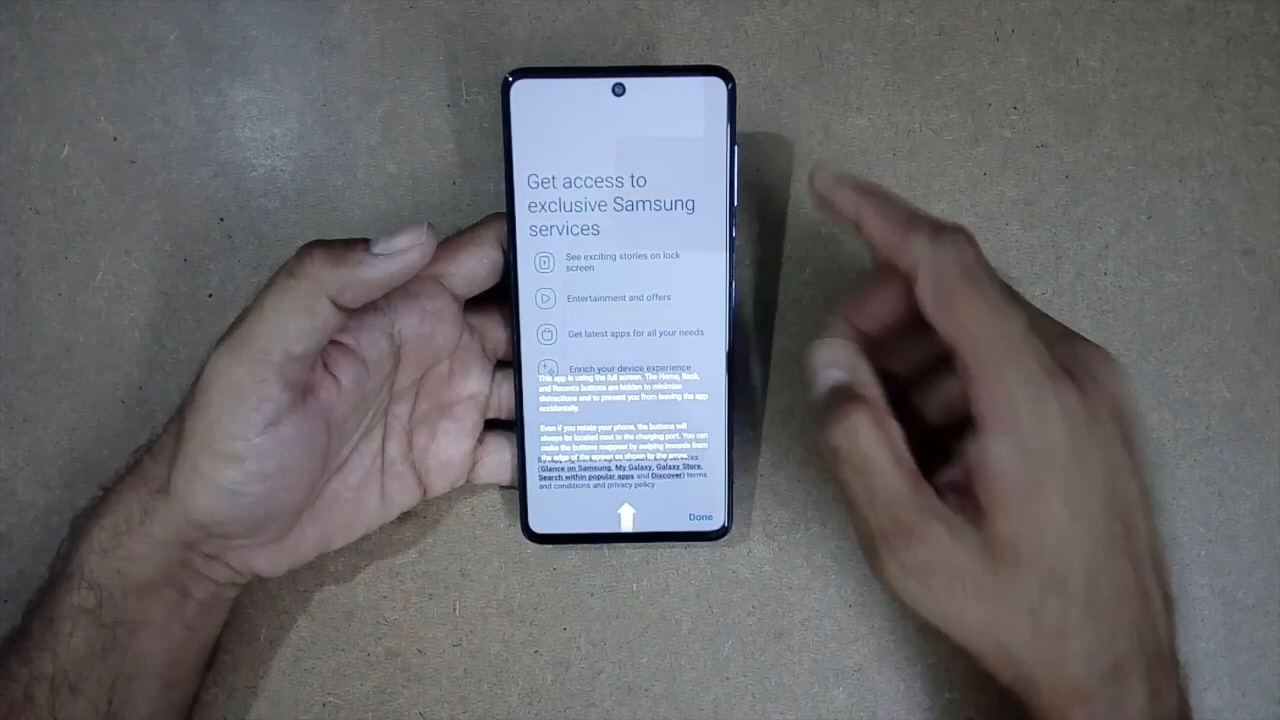 Get access to
exclusive Samsung
services
See exciting stories on lock
screen
Entertainment and offers
Get latest apps for all your needs
Enrich your device experience
This app is using the full screen. The Home, Back,
and Recents buttons are hidden to minimise
distractions and to prevent you from leaving the app
accidentally.
Even if you rotate your phone, the buttons will
always be located next to the charging port. You can
make the buttons reappear by swiping inwards from
the edge of the screen as shown by the arrow.
(Glance on Samsung, My Galaxy, Galaxy Store,
Search within popular apps and Discover) terms
and conditions and privacy policy
Done